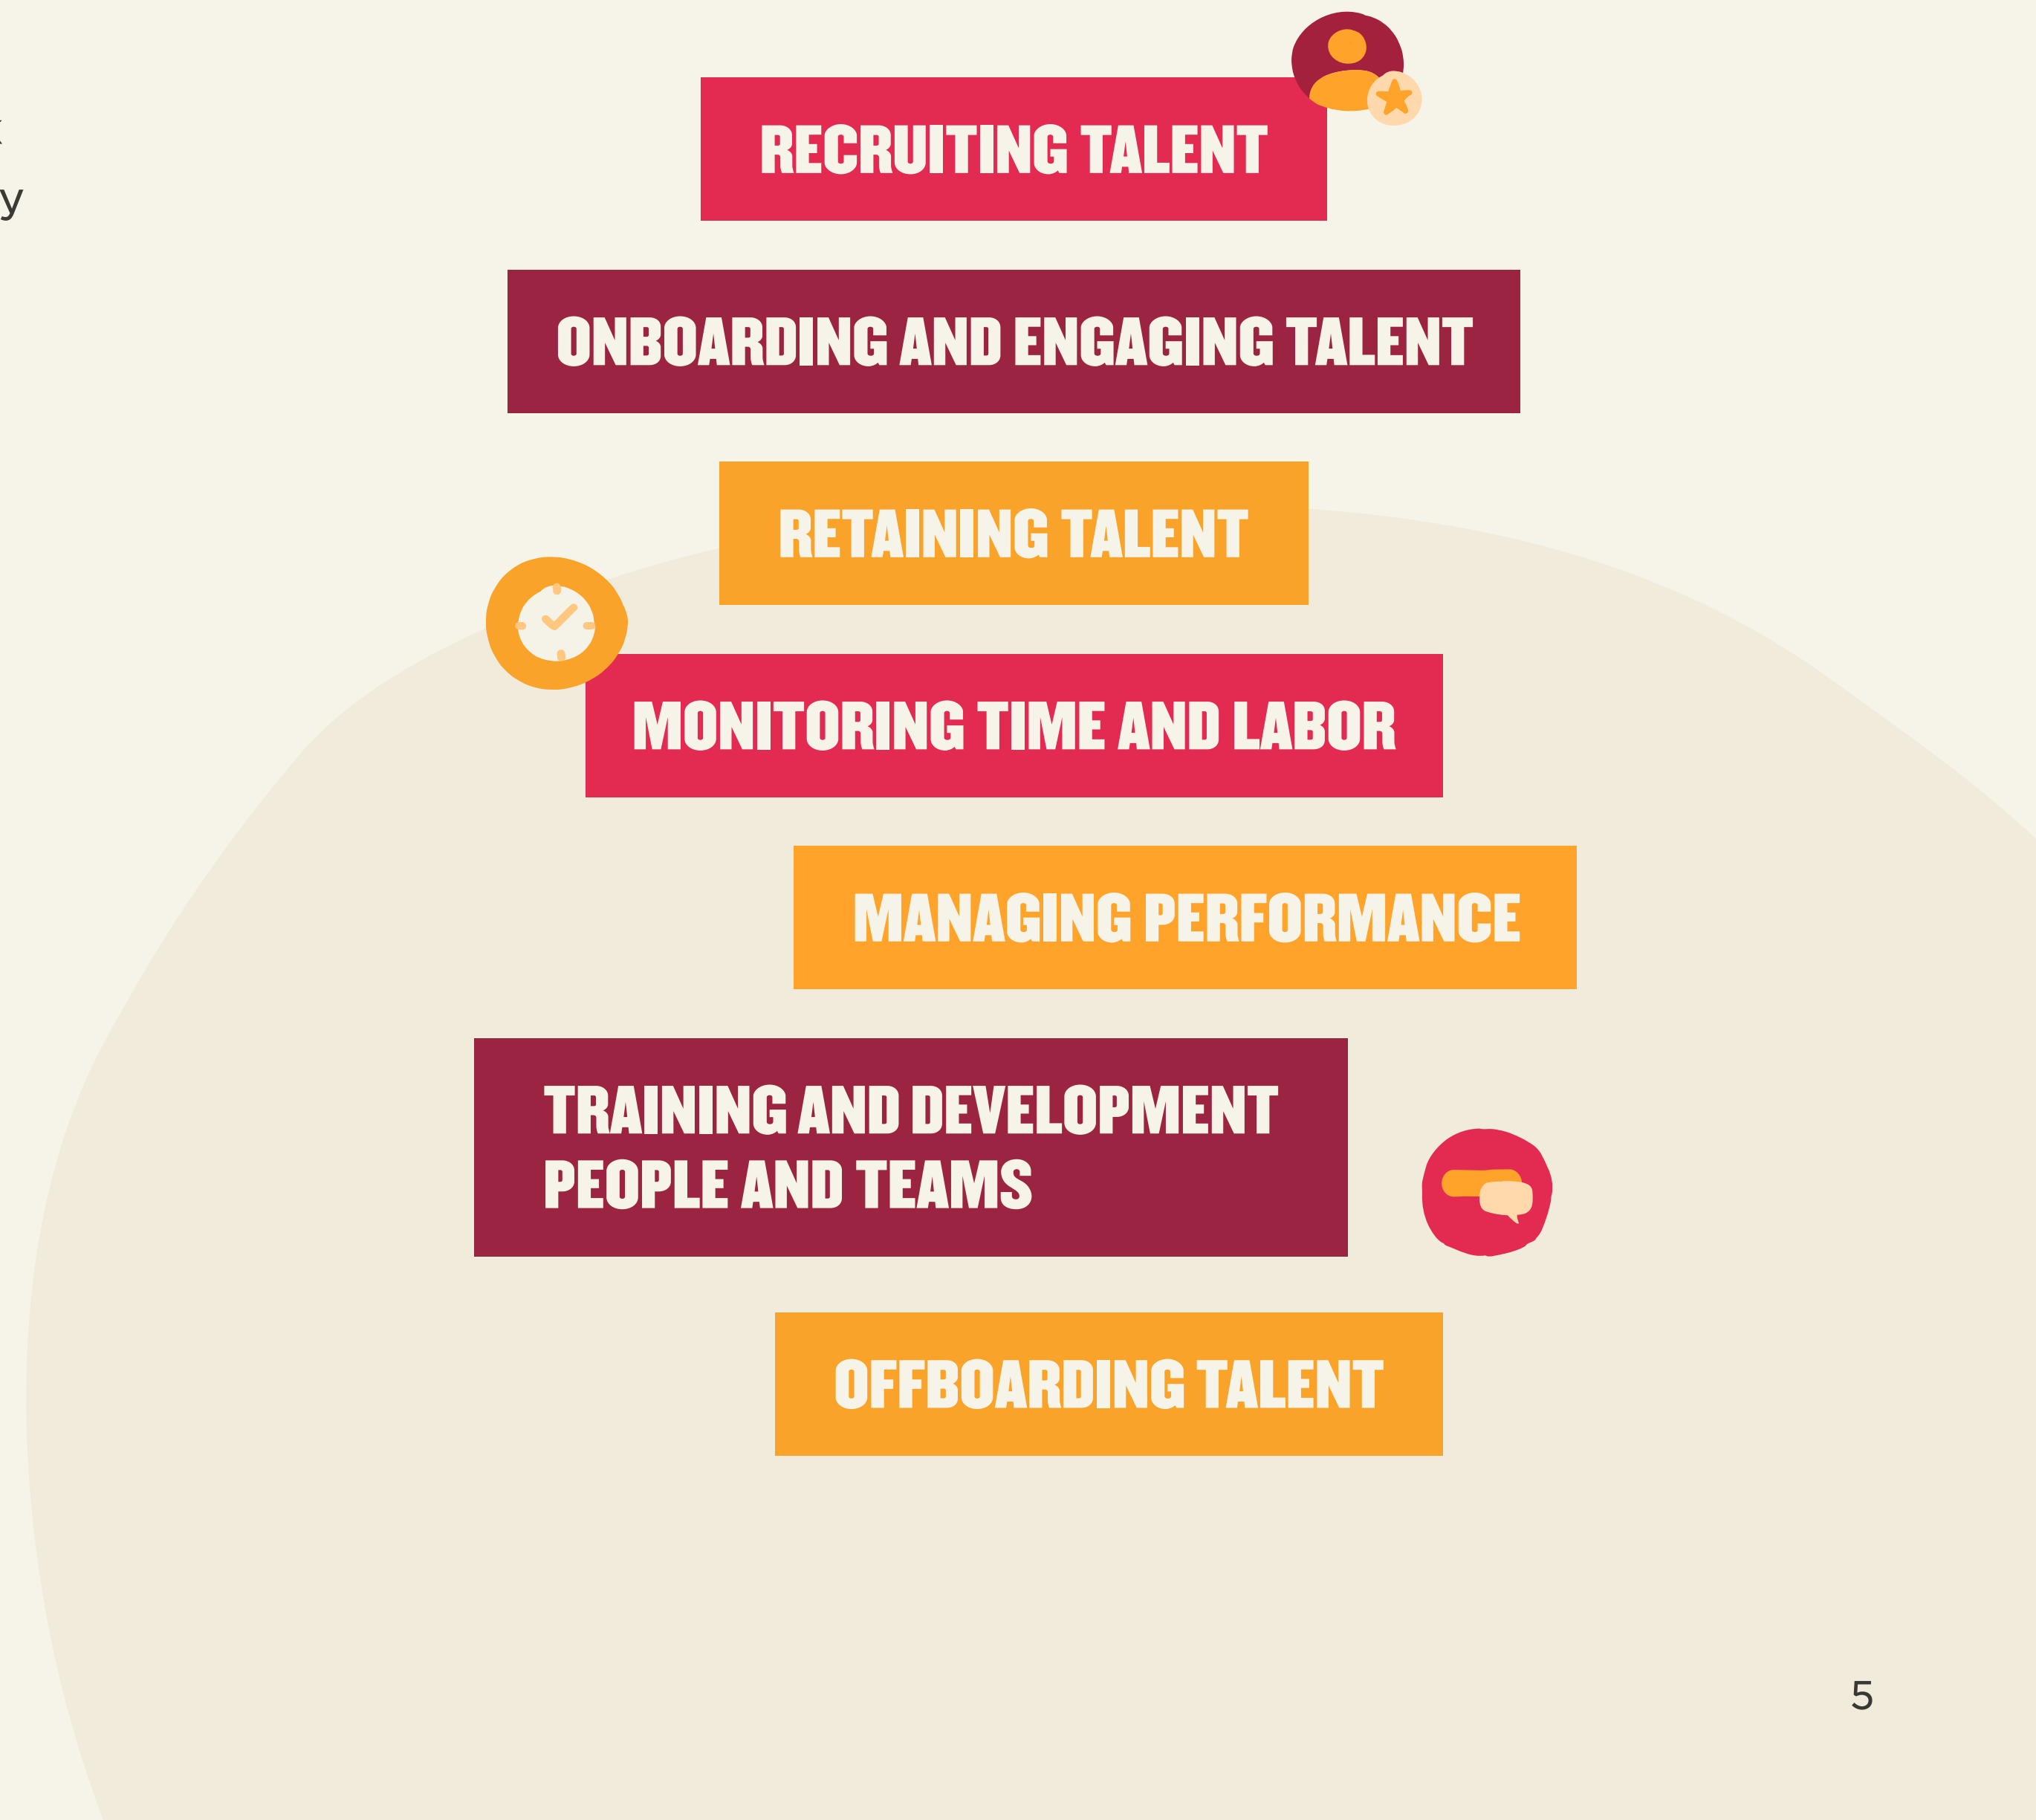 y
RECRUITING TALENT
ONBOARDING AND ENGAGING TALENT
RETAINING TALENT
MONITORING TIME AND LABOR
MANAGING PERFORMANCE
TRAINING AND DEVELOPMENT
PEOPLE AND TEAMS
OFFBOARDING TALENT
5